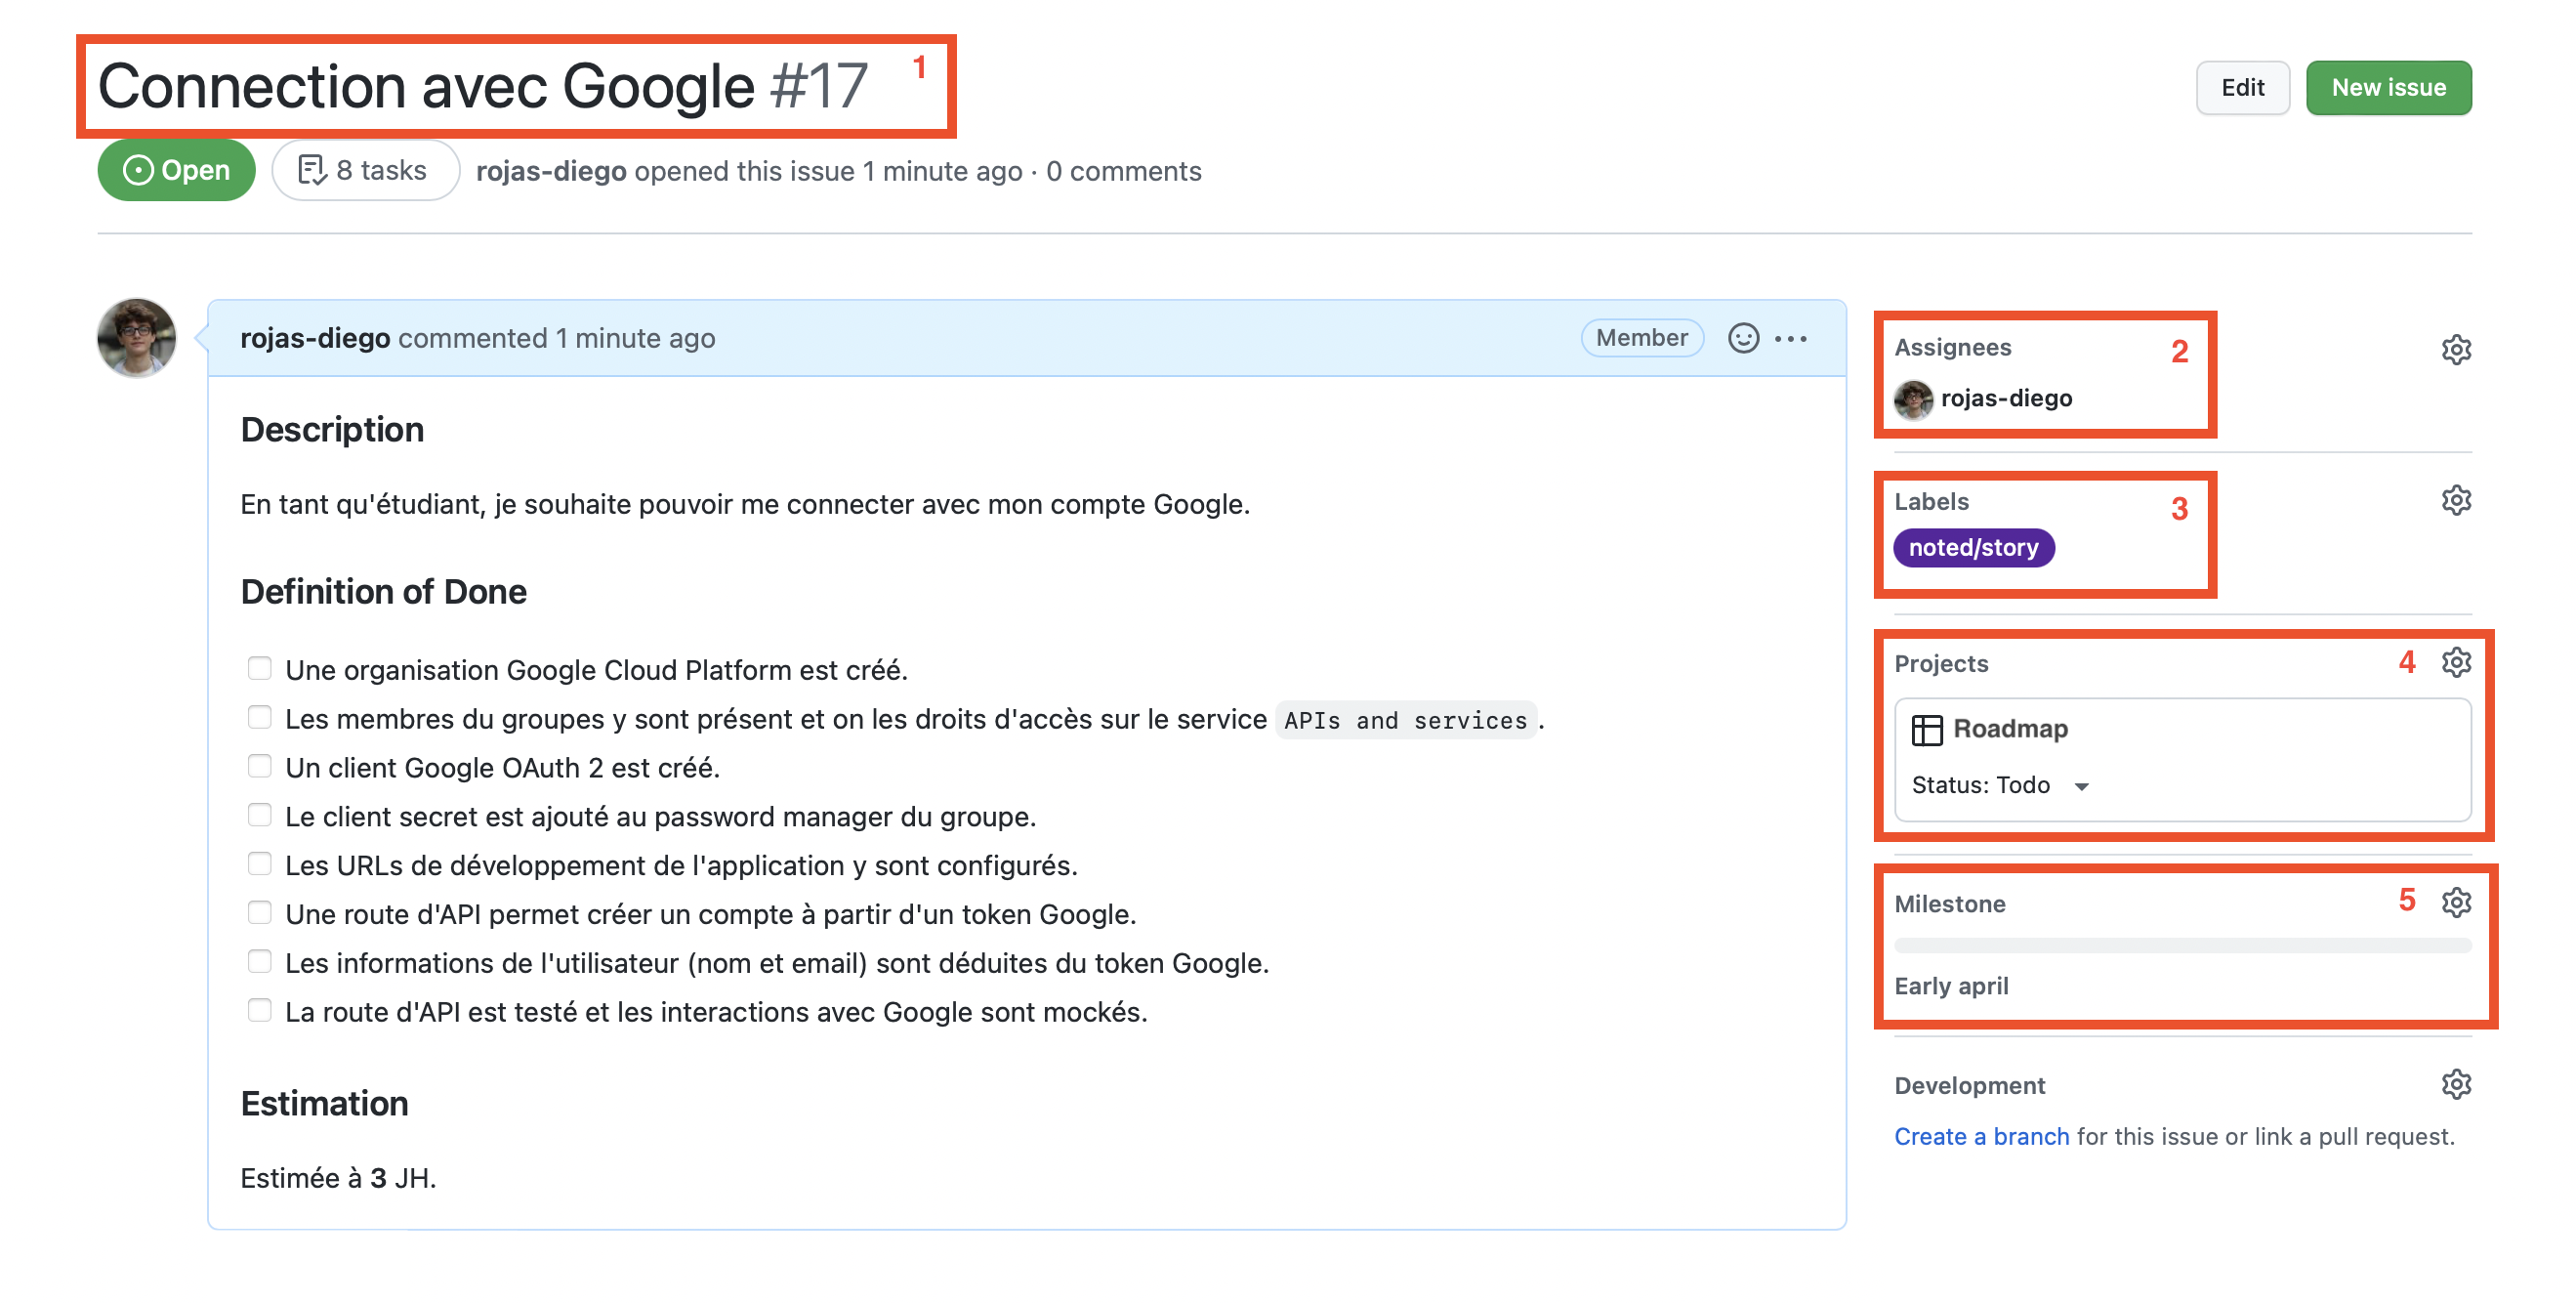 Connection avec Google #17 1
Edit
New issue
Open
8 tasks
rojas-diego opened this issue 1 minute ago · 0 comments
rojas-diego commented 1 minute ago
Member
Description
En tant qu'étudiant, je souhaite pouvoir me connecter avec mon compte Google.
Definition of Done
Une organisation Google Cloud Platform est créé.
Les membres du groupes y sont présent et on les droits d'accès sur le service APIs and services.
Un client Google OAuth 2 est créé.
Le client secret est ajouté au password manager du groupe.
Les URLs de développement de l'application y sont configurés.
Une route d'API permet créer un compte à partir d'un token Google.
Les informations de l'utilisateur (nom et email) sont déduites du token Google.
La route d'API est testé et les interactions avec Google sont mockés.
Estimation
Estimée à 3 JH.
Assignees 2
rojas-diego
Labels 3
noted/story
Projects 4
Roadmap
Status: Todo
Milestone 5
Early april
Development
Create a branch for this issue or link a pull request.